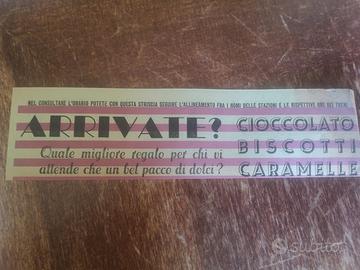 NEL CONSULTARE L'ORARIO POTETE CON QUESTA STRISCIA SEGUIRE L'ALLINEAMENTO FRA I NOMI DELLE STAZIONI E LE RISPETTIVE ORE DEI TRENI
ARRIVATE?
Quale migliore regalo per chi vi
attende che un bel pacco di dolci?
CIOCCOLATO
BISCOTTI
CARAMELLE
subito